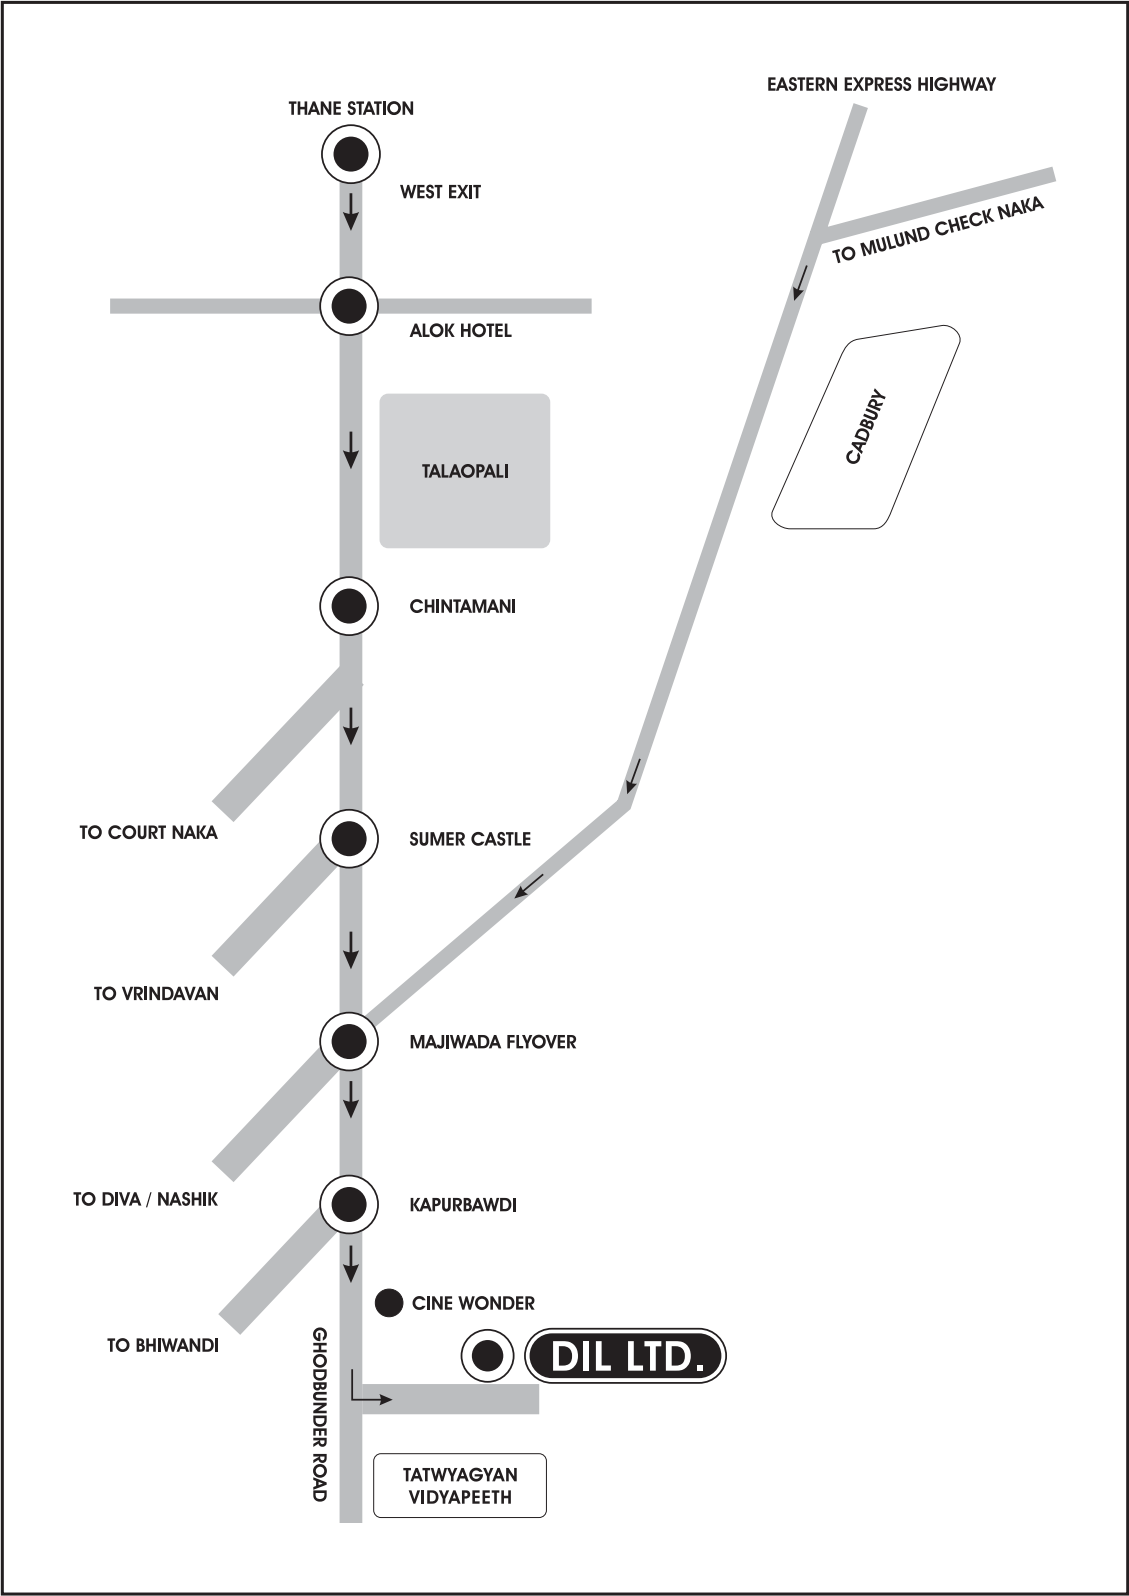 EASTERN EXPRESS HIGHWAY
THANE STATION
WEST EXIT
TO MULUND CHECK NAKA
ALOK HOTEL
CADBURY
TALAOPALI
CHINTAMANI
TO COURT NAKA
SUMER CASTLE
TO VRINDAVAN
MAJIWADA FLYOVER
TO DIVA / NASHIK
KAPURBAWDI
CINE WONDER
TO BHIWANDI
DIL LTD.
GHODBUNDER ROAD
TATWYAGYAN
VIDYAPEETH